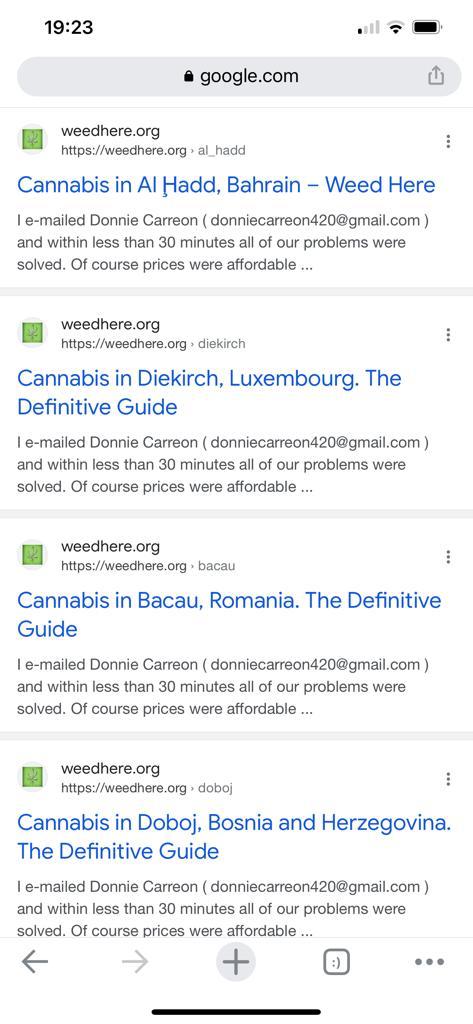 19:23
google.com
weedhere.org
https://weedhere.org › al_hadd
Cannabis in Al Ḩadd, Bahrain – Weed Here
I e-mailed Donnie Carreon ( donniecarreon420@gmail.com )
and within less than 30 minutes all of our problems were
solved. Of course prices were affordable ...
weedhere.org
https://weedhere.org › diekirch
Cannabis in Diekirch, Luxembourg. The
Definitive Guide
I e-mailed Donnie Carreon ( donniecarreon420@gmail.com )
and within less than 30 minutes all of our problems were
solved. Of course prices were affordable ...
weedhere.org
https://weedhere.org › bacau
Cannabis in Bacau, Romania. The Definitive
Guide
I e-mailed Donnie Carreon ( donniecarreon420@gmail.com )
and within less than 30 minutes all of our problems were
solved. Of course prices were affordable ...
weedhere.org
https://weedhere.org › doboj
Cannabis in Doboj, Bosnia and Herzegovina.
The Definitive Guide
I e-mailed Donnie Carreon ( donniecarreon420@gmail.com )
and within less than 30 minutes all of our problems were
solved. Of course prices were affordable ...
:)